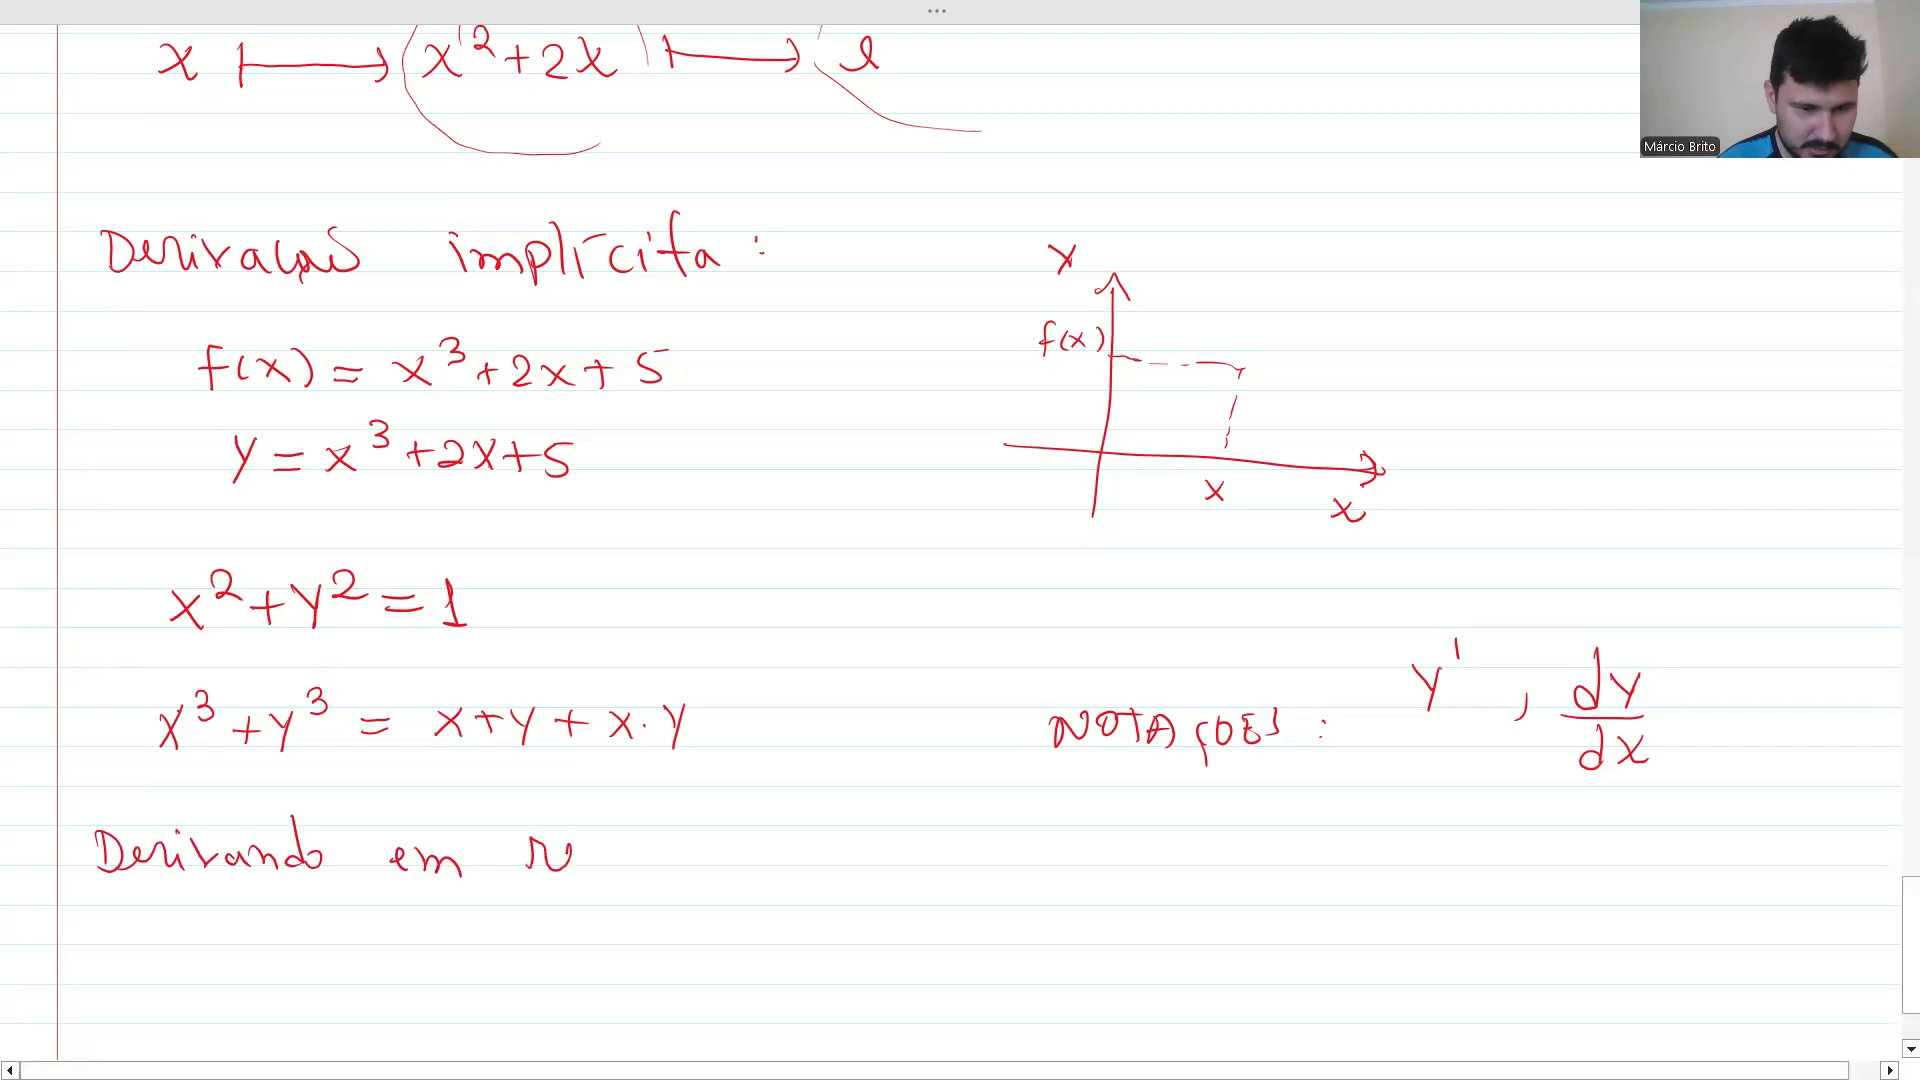 x ⟼ x² + 2x ⟼ e
Márcio Brito
Derivação implícita:
f(x) = x³ + 2x + 5
y = x³ + 2x + 5
y
f(x)
x
x
x² + y² = 1
x³ + y³ = x + y + x · y
NOTAÇÕES: y' , dy/dx
Derivando em